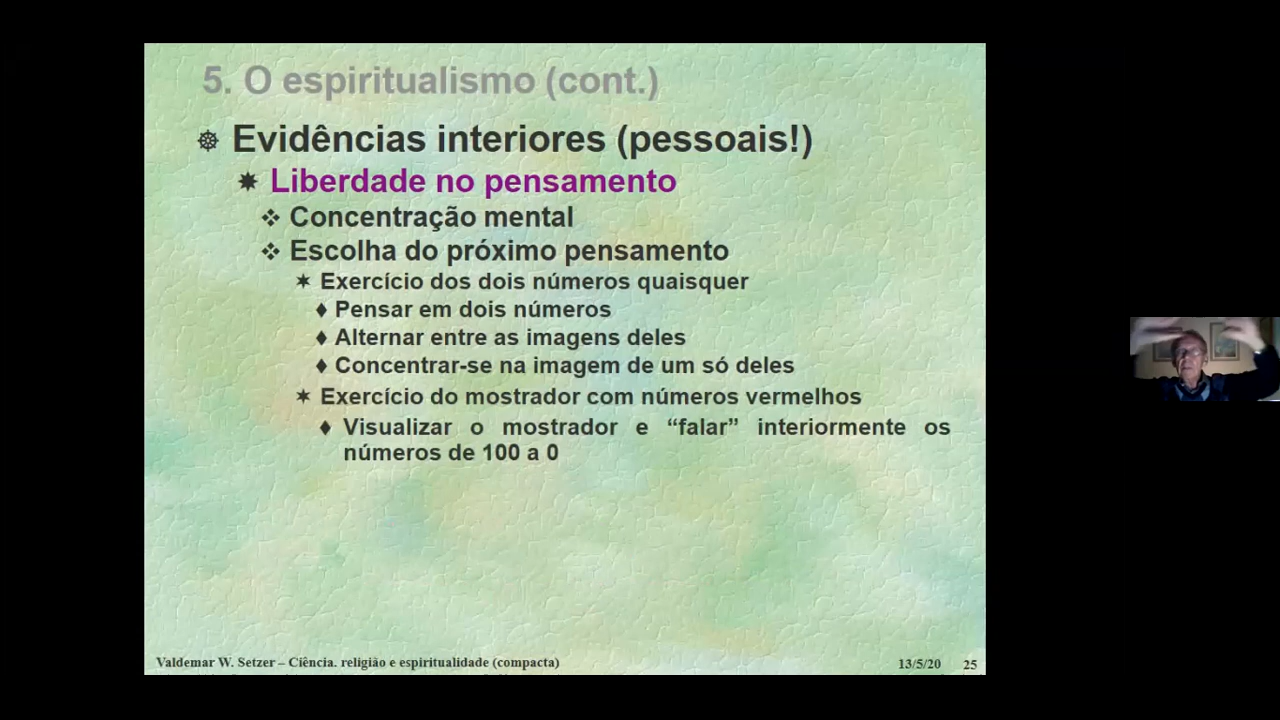 5. O espiritualismo (cont.)
Evidências interiores (pessoais!)
Liberdade no pensamento
Concentração mental
Escolha do próximo pensamento
Exercício dos dois números quaisquer
Pensar em dois números
Alternar entre as imagens deles
Concentrar-se na imagem de um só deles
Exercício do mostrador com números vermelhos
Visualizar o mostrador e “falar” interiormente os
números de 100 a 0
Valdemar W. Setzer – Ciência. religião e espiritualidade (compacta)
13/5/20 25